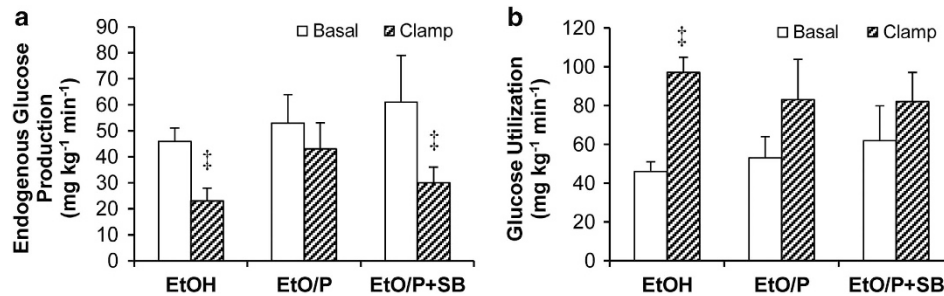 a
Basal
Clamp
Endogenous Glucose
Production
(mg kg⁻¹ min⁻¹)
90
80
70
60
50
40
30
20
10
0
‡
‡
EtOH
EtO/P
EtO/P+SB
b
Basal
Clamp
Glucose Utilization
(mg kg⁻¹ min⁻¹)
120
100
80
60
40
20
0
‡
EtOH
EtO/P
EtO/P+SB